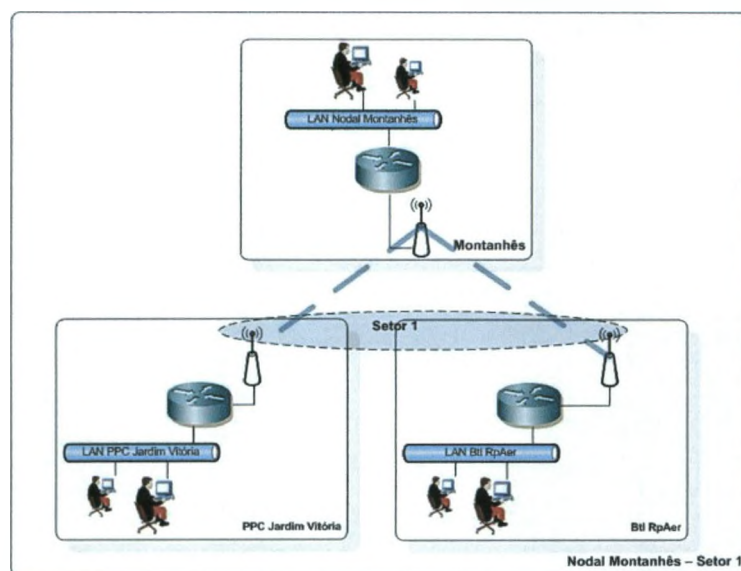 LAN Nodal Montanhês
Montanhês
Setor 1
LAN PPC Jardim Vitória
PPC Jardim Vitória
LAN Btl RpAer
Btl RpAer
Nodal Montanhês – Setor 1